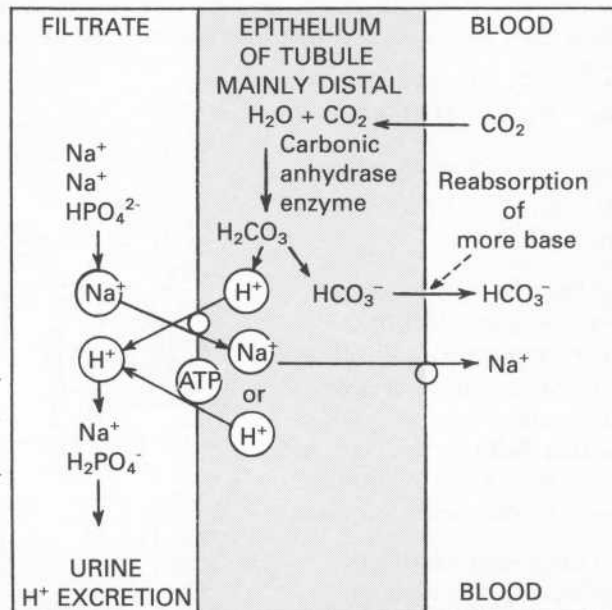 FILTRATE
EPITHELIUM
OF TUBULE
MAINLY DISTAL
BLOOD
H₂O + CO₂
CO₂
Carbonic
anhydrase
enzyme
Na⁺
Na⁺
HPO₄²⁻
Reabsorption
of
more base
H₂CO₃
Na⁺
H⁺
HCO₃⁻
HCO₃⁻
H⁺
Na⁺
Na⁺
ATP
or
H⁺
Na⁺
H₂PO₄⁻
URINE
H⁺ EXCRETION
BLOOD